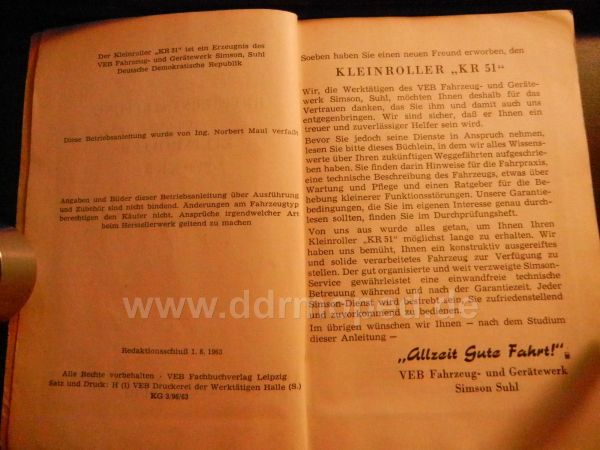 Der Kleinroller „KR 51" ist ein Erzeugnis des
VEB Fahrzeug- und Gerätewerk Simson, Suhl
Deutsche Demokratische Republik
Diese Betriebsanleitung wurde von Ing. Norbert Maul verfaßt
Angaben und Bilder dieser Betriebsanleitung über Ausführung
und Zubehör sind nicht bindend. Änderungen am Fahrzeugtyp
berechtigen den Käufer nicht, Ansprüche irgendwelcher Art
beim Herstellerwerk geltend zu machen
Redaktionsschluß 1. 8. 1963
Alle Rechte vorbehalten · VEB Fachbuchverlag Leipzig
Satz und Druck: H (1) VEB Druckerei der Werktätigen Halle (S.)
KG 3/96/63
Soeben haben Sie einen neuen Freund erworben, den
KLEINROLLER „KR 51"
Wir, die Werktätigen des VEB Fahrzeug- und Geräte-
werk Simson, Suhl, möchten Ihnen deshalb für das
Vertrauen danken, das Sie ihm und damit auch uns
entgegenbringen. Wir sind sicher, daß er Ihnen ein
treuer und zuverlässiger Helfer sein wird.
Bevor Sie jedoch seine Dienste in Anspruch nehmen,
lesen Sie bitte dieses Büchlein, in dem wir alles Wissens-
werte über Ihren zukünftigen Weggefährten aufgeschrie-
ben haben. Sie finden darin Hinweise für die Fahrpraxis,
eine technische Beschreibung des Fahrzeugs, etwas über
Wartung und Pflege und einen Ratgeber für die Be-
hebung kleinerer Funktionsstörungen. Unsere Garantie-
bedingungen, die Sie im eigenen Interesse genau durch-
lesen sollten, finden Sie im Durchprüfungsheft.
Von uns aus wurde alles getan, um Ihnen Ihren
Kleinroller „KR 51" möglichst lange zu erhalten. Wir
haben uns bemüht, Ihnen ein konstruktiv ausgereiftes
und solide verarbeitetes Fahrzeug zur Verfügung zu
stellen. Der gut organisierte und weit verzweigte Simson-
Service gewährleistet eine einwandfreie technische
Betreuung während und nach der Garantiezeit. Jeder
Simson-Dienst wird bestrebt sein, Sie zufriedenstellend
und zuvorkommend zu bedienen.
Im übrigen wünschen wir Ihnen – nach dem Studium
dieser Anleitung –
„Allzeit Gute Fahrt!"
VEB Fahrzeug- und Gerätewerk
Simson Suhl